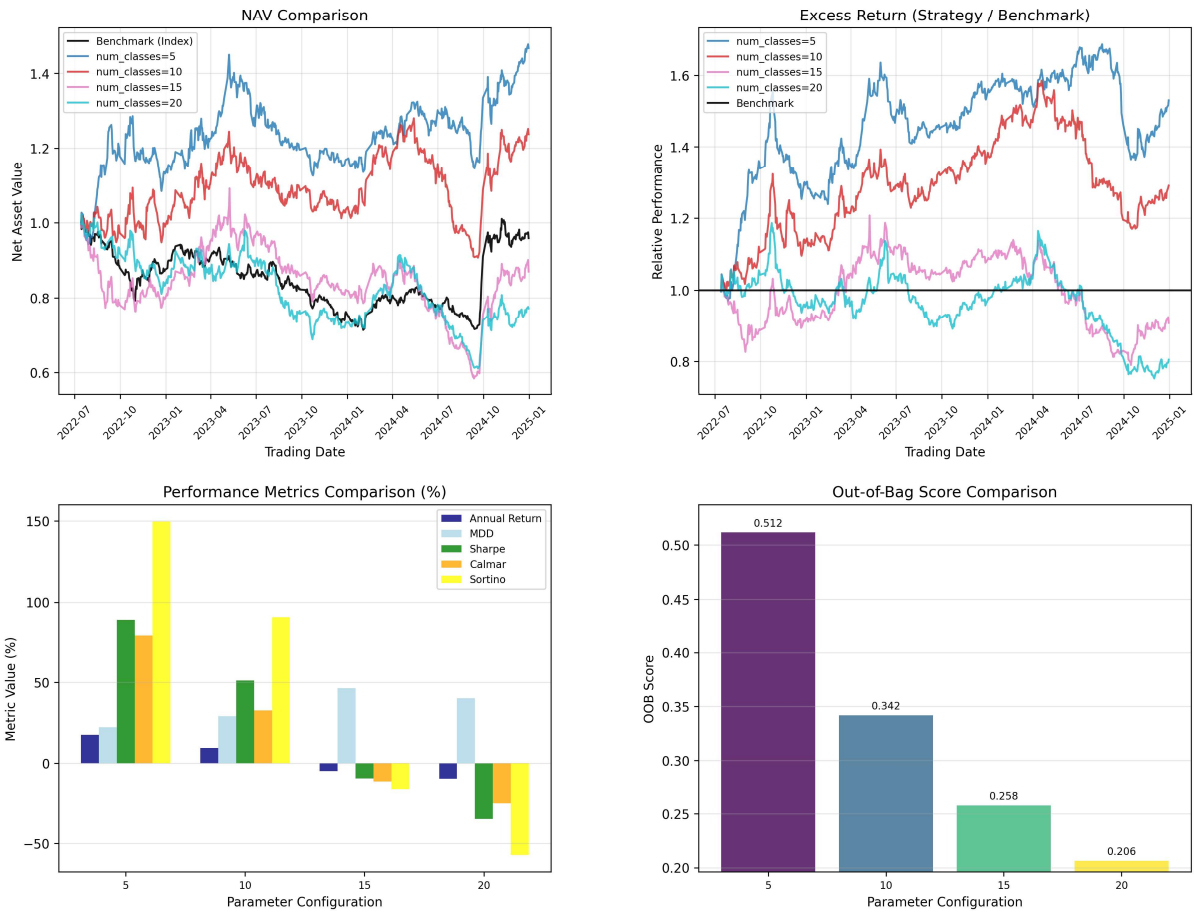 NAV Comparison
Benchmark (Index)
num_classes=5
num_classes=10
num_classes=15
num_classes=20
Net Asset Value
1.4
1.2
1.0
0.8
0.6
2022-07
2022-10
2023-01
2023-04
2023-07
2023-10
2024-01
2024-04
2024-07
2024-10
2025-01
Trading Date
Excess Return (Strategy / Benchmark)
num_classes=5
num_classes=10
num_classes=15
num_classes=20
Benchmark
Relative Performance
1.6
1.4
1.2
1.0
0.8
2022-07
2022-10
2023-01
2023-04
2023-07
2023-10
2024-01
2024-04
2024-07
2024-10
2025-01
Trading Date
Performance Metrics Comparison (%)
Annual Return
MDD
Sharpe
Calmar
Sortino
Metric Value (%)
150
100
50
0
−50
5
10
15
20
Parameter Configuration
Out-of-Bag Score Comparison
OOB Score
0.50
0.45
0.40
0.35
0.30
0.25
0.20
0.512
0.342
0.258
0.206
5
10
15
20
Parameter Configuration